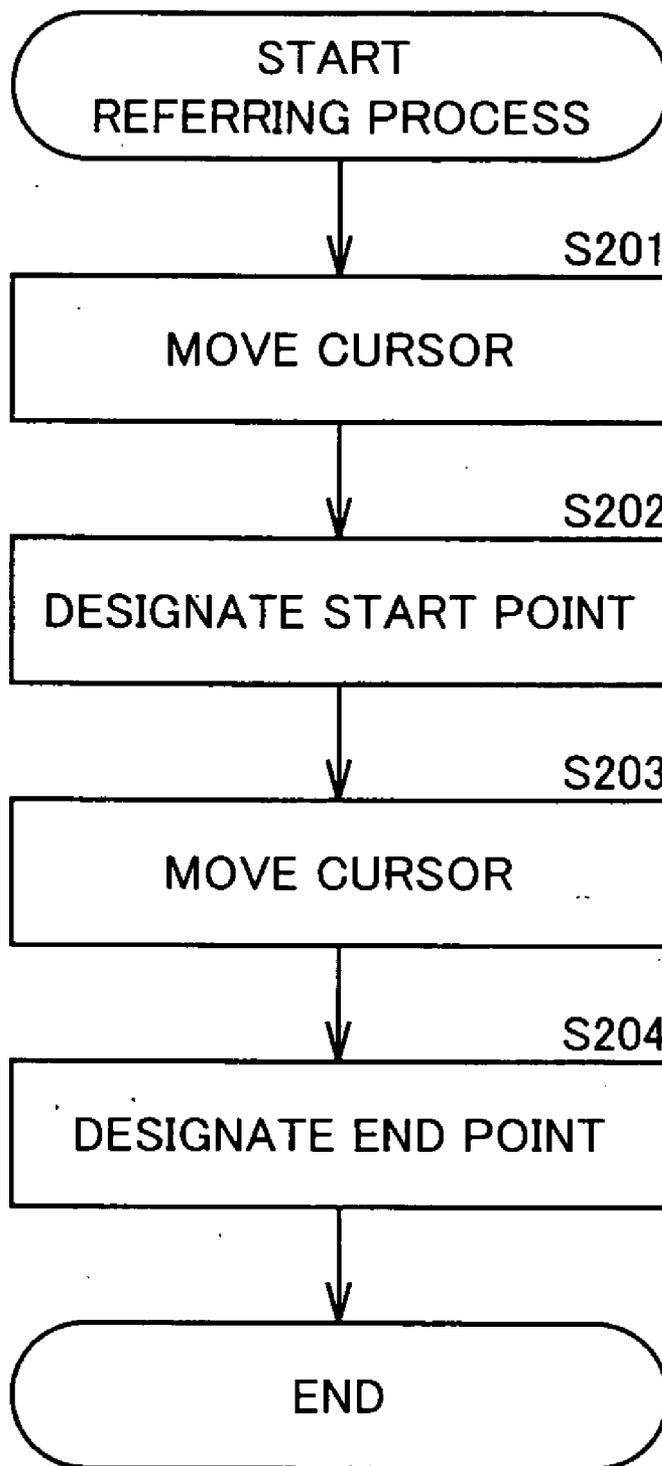 START
REFERRING PROCESS
S201
MOVE CURSOR
S202
DESIGNATE START POINT
S203
MOVE CURSOR
S204
DESIGNATE END POINT
END